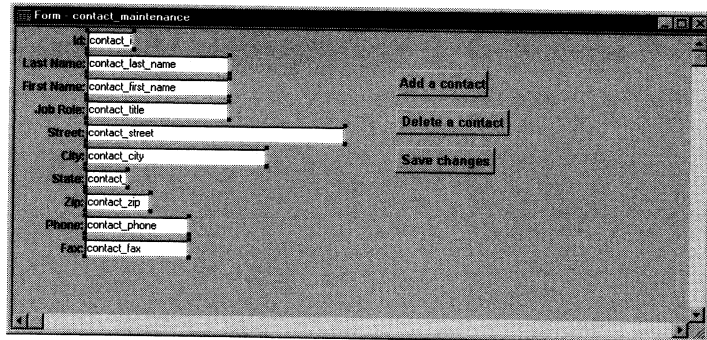 Form - contact_maintenance
Id: contact_i
Last Name: contact_last_name
First Name: contact_first_name
Add a contact
Job Role: contact_title
Delete a contact
Street: contact_street
City: contact_city
Save changes
State: contact_
Zip: contact_zip
Phone: contact_phone
Fax: contact_fax